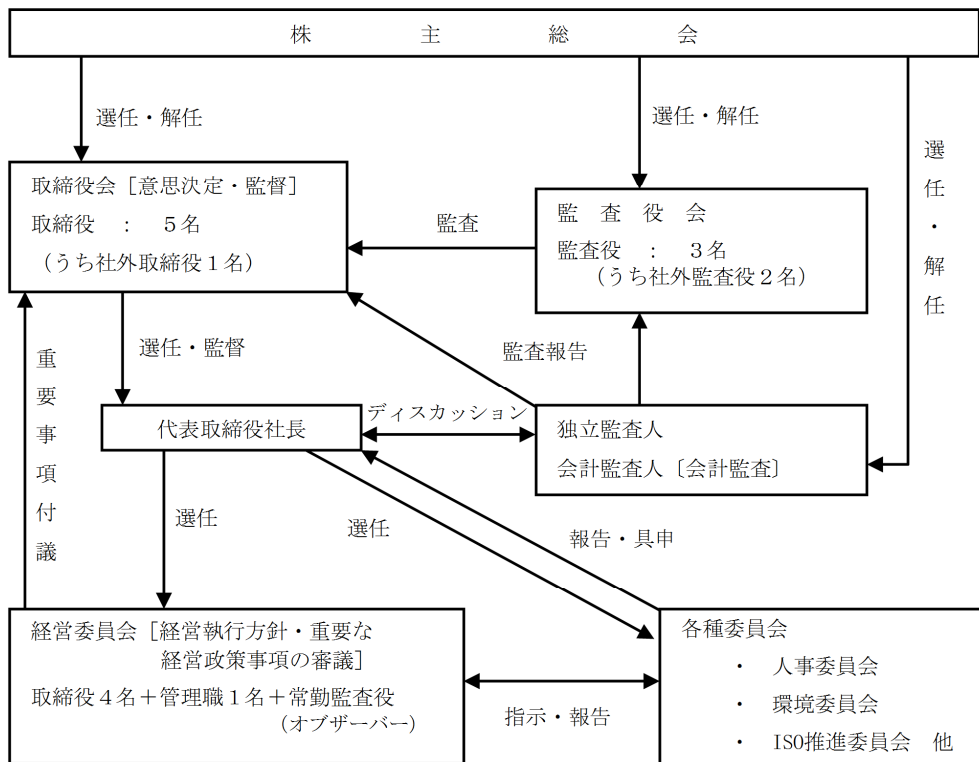 株主総会
選任・解任
選任・解任
選任・解任
取締役会［意思決定・監督］
取締役　：　５名
（うち社外取締役１名）
監査
監査役会
監査役　：　３名
（うち社外監査役２名）
選任・監督
監査報告
重要事項付議
代表取締役社長
ディスカッション
独立監査人
会計監査人〔会計監査〕
選任
選任
報告・具申
経営委員会［経営執行方針・重要な
経営政策事項の審議］
取締役４名＋管理職１名＋常勤監査役
（オブザーバー）
指示・報告
各種委員会
・　人事委員会
・　環境委員会
・　ISO推進委員会　他